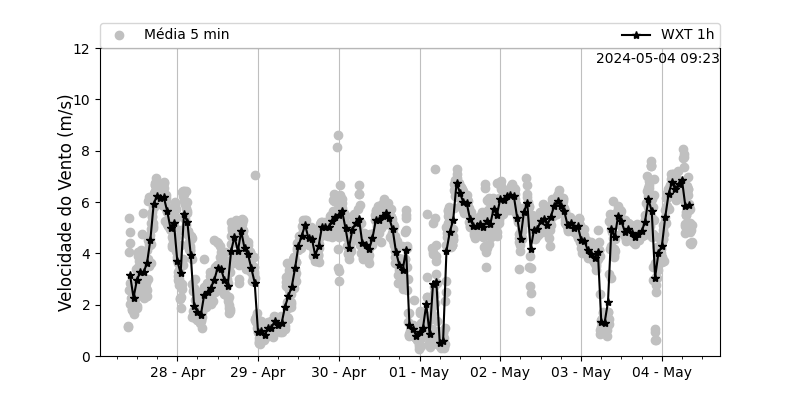 Média 5 min
WXT 1h
2024-05-04 09:23
Velocidade do Vento (m/s)
12
10
8
6
4
2
0
28 - Apr
29 - Apr
30 - Apr
01 - May
02 - May
03 - May
04 - May